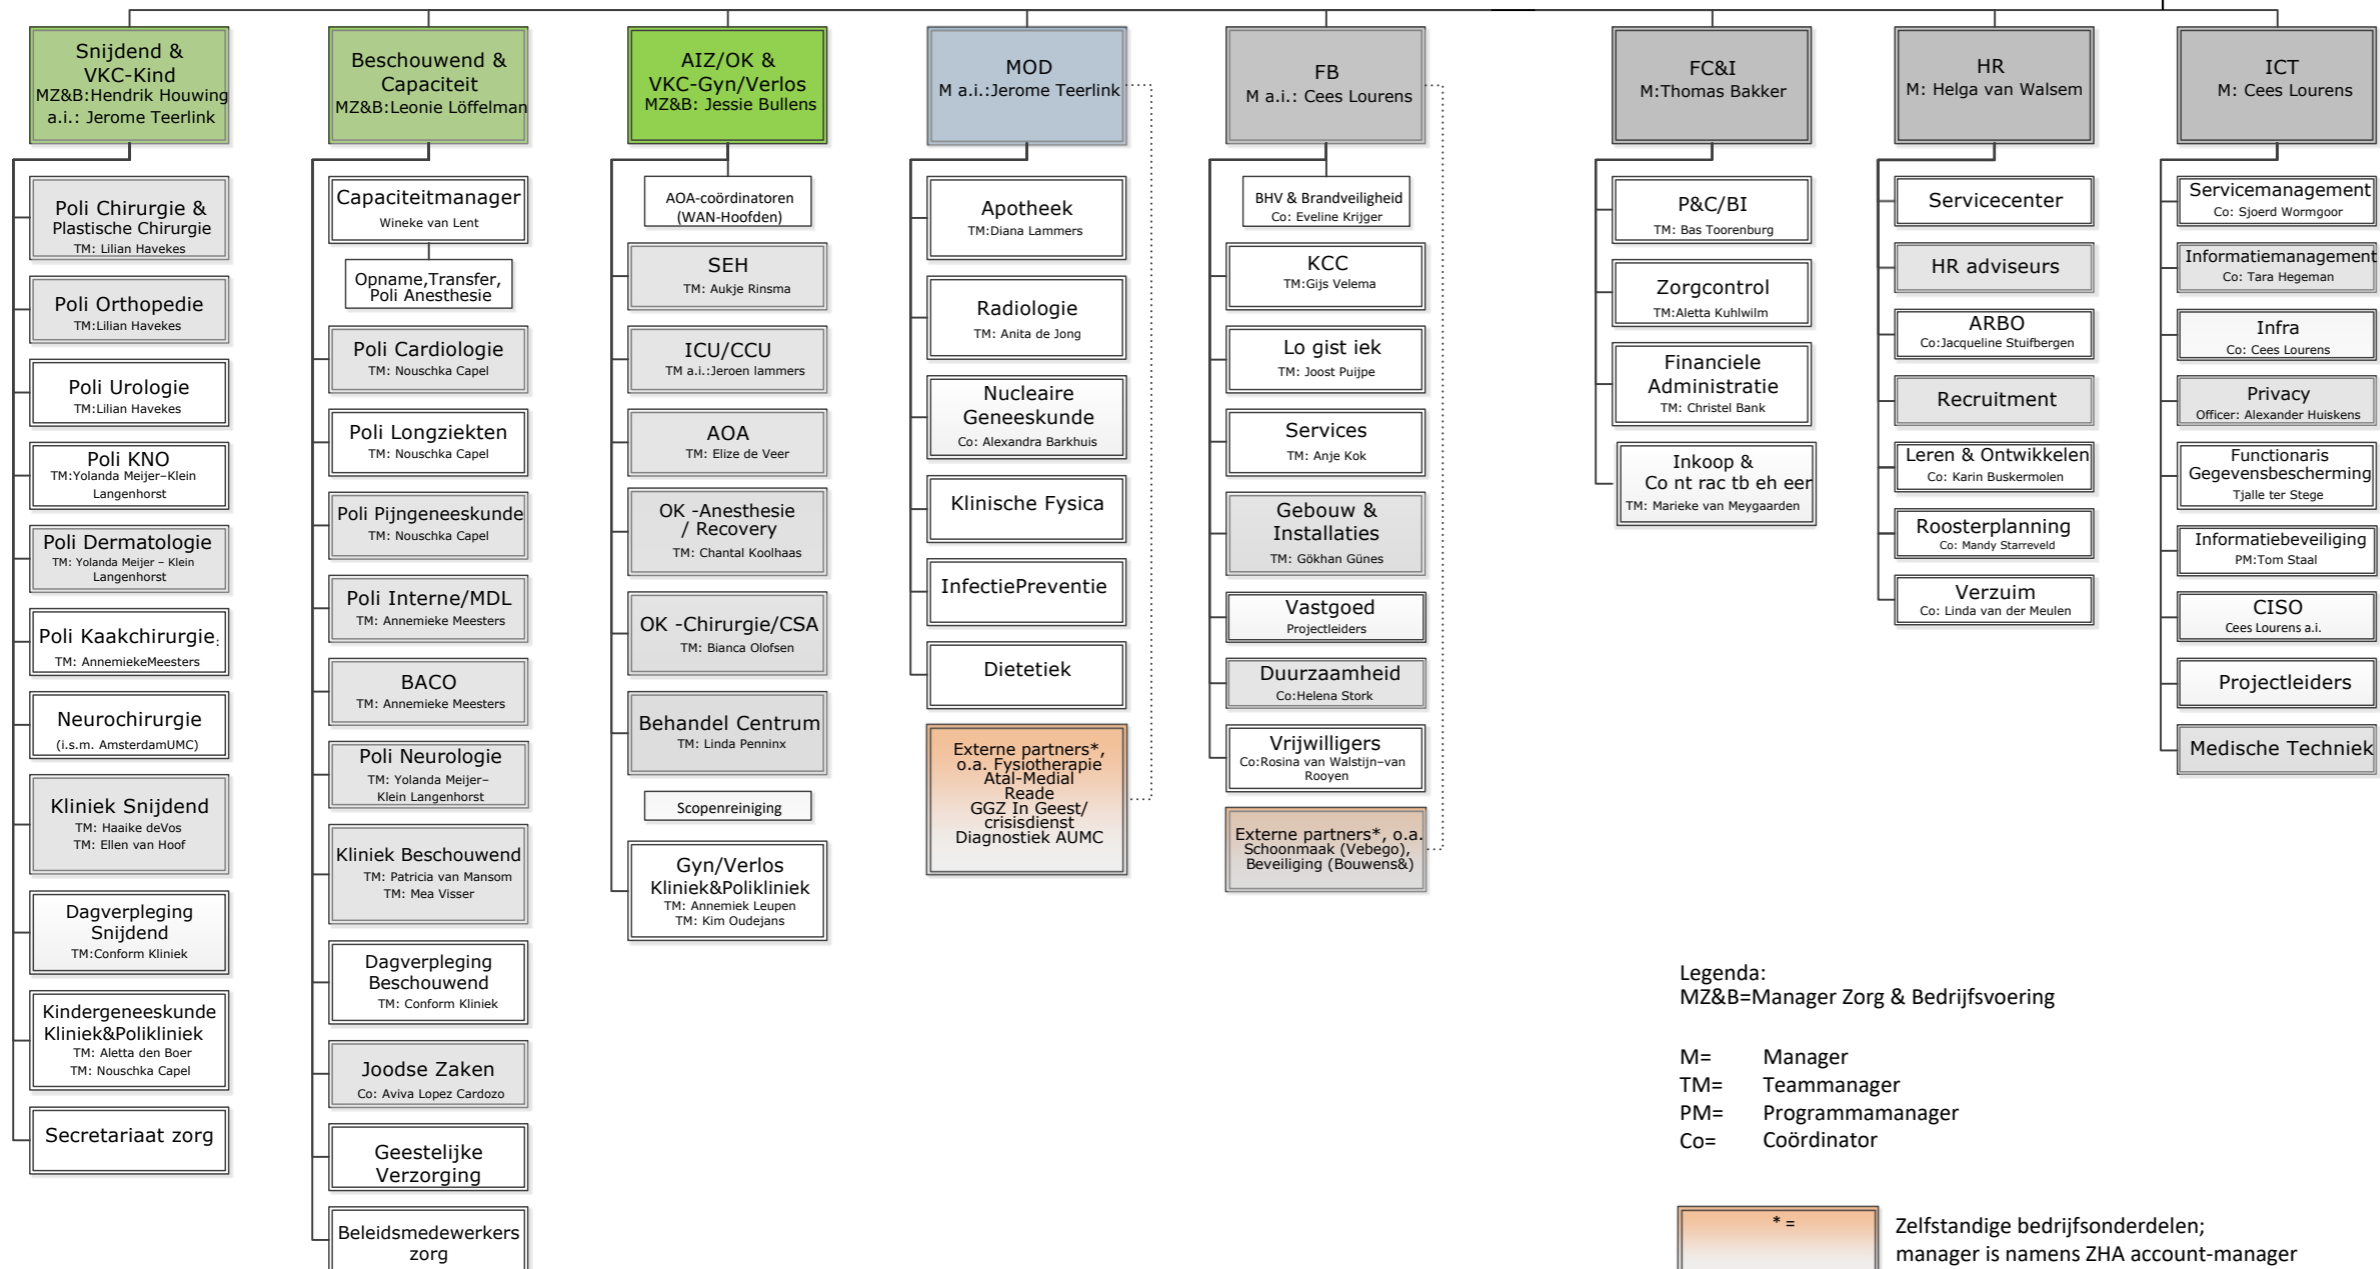 Snijdend &
VKC-Kind
MZ&B:Hendrik Houwing
a.i.: Jerome Teerlink
Poli Chirurgie &
Plastische Chirurgie
TM: Lilian Havekes
Poli Orthopedie
TM:Lilian Havekes
Poli Urologie
TM:Lilian Havekes
Poli KNO
TM:Yolanda Meijer-Klein
Langenhorst
Poli Dermatologie
TM: Yolanda Meijer – Klein
Langenhorst
Poli Kaakchirurgie:
TM: AnnemiekeMeesters
Neurochirurgie
(i.s.m. AmsterdamUMC)
Kliniek Snijdend
TM: Haaike deVos
TM: Ellen van Hoof
Dagverpleging
Snijdend
TM:Conform Kliniek
Kindergeneeskunde
Kliniek&Polikliniek
TM: Aletta den Boer
TM: Nouschka Capel
Secretariaat zorg
Beschouwend &
Capaciteit
MZ&B:Leonie Löffelman
Capaciteitmanager
Wineke van Lent
Opname,Transfer,
Poli Anesthesie
Poli Cardiologie
TM: Nouschka Capel
Poli Longziekten
TM: Nouschka Capel
Poli Pijngeneeskunde
TM: Nouschka Capel
Poli Interne/MDL
TM: Annemieke Meesters
BACO
TM: Annemieke Meesters
Poli Neurologie
TM: Yolanda Meijer–
Klein Langenhorst
Kliniek Beschouwend
TM: Patricia van Mansom
TM: Mea Visser
Dagverpleging
Beschouwend
TM: Conform Kliniek
Joodse Zaken
Co: Aviva Lopez Cardozo
Geestelijke
Verzorging
Beleidsmedewerkers
zorg
AIZ/OK &
VKC-Gyn/Verlos
MZ&B: Jessie Bullens
AOA-coördinatoren
(WAN-Hoofden)
SEH
TM: Aukje Rinsma
ICU/CCU
TM a.i.:Jeroen lammers
AOA
TM: Elize de Veer
OK -Anesthesie
/ Recovery
TM: Chantal Koolhaas
OK -Chirurgie/CSA
TM: Bianca Olofsen
Behandel Centrum
TM: Linda Penninx
Scopenreiniging
Gyn/Verlos
Kliniek&Polikliniek
TM: Annemiek Leupen
TM: Kim Oudejans
MOD
M a.i.:Jerome Teerlink
Apotheek
TM:Diana Lammers
Radiologie
TM: Anita de Jong
Nucleaire
Geneeskunde
Co: Alexandra Barkhuis
Klinische Fysica
InfectiePreventie
Dietetiek
Externe partners*,
o.a. Fysiotherapie
Atal-Medial
Reade
GGZ In Geest/
crisisdienst
Diagnostiek AUMC
FB
M a.i.: Cees Lourens
BHV & Brandveiligheid
Co: Eveline Krijger
KCC
TM:Gijs Velema
Lo gist iek
TM: Joost Puijpe
Services
TM: Anje Kok
Gebouw &
Installaties
TM: Gökhan Günes
Vastgoed
Projectleiders
Duurzaamheid
Co:Helena Stork
Vrijwilligers
Co:Rosina van Walstijn-van
Rooyen
Externe partners*, o.a.
Schoonmaak (Vebego),
Beveiliging (Bouwens&)
FC&I
M:Thomas Bakker
P&C/BI
TM: Bas Toorenburg
Zorgcontrol
TM:Aletta Kuhlwilm
Financiele
Administratie
TM: Christel Bank
Inkoop &
Co nt rac tb eh eer
TM: Marieke van Meygaarden
HR
M: Helga van Walsem
Servicecenter
HR adviseurs
ARBO
Co:Jacqueline Stuifbergen
Recruitment
Leren & Ontwikkelen
Co: Karin Buskermolen
Roosterplanning
Co: Mandy Starreveld
Verzuim
Co: Linda van der Meulen
ICT
M: Cees Lourens
Servicemanagement
Co: Sjoerd Wormgoor
Informatiemanagement
Co: Tara Hegeman
Infra
Co: Cees Lourens
Privacy
Officer: Alexander Huiskens
Functionaris
Gegevensbescherming
Tjalle ter Stege
Informatiebeveiliging
PM:Tom Staal
CISO
Cees Lourens a.i.
Projectleiders
Medische Techniek
Legenda:
MZ&B=Manager Zorg & Bedrijfsvoering
M= Manager
TM= Teammanager
PM= Programmamanager
Co= Coördinator
* = Zelfstandige bedrijfsonderdelen;
manager is namens ZHA account-manager